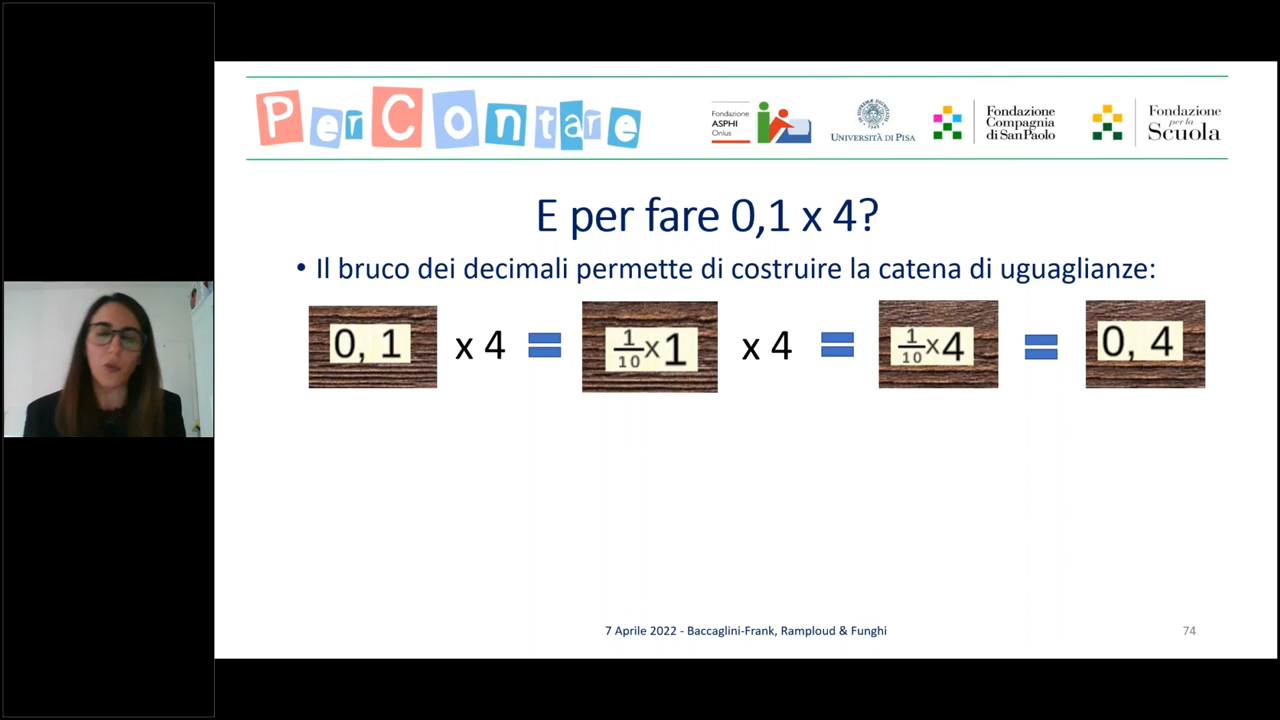 PerContare
Fondazione
ASPHI
Onlus
UNIVERSITÀ DI PISA
Fondazione
Compagnia
di San Paolo
Fondazione
per la
Scuola
E per fare 0,1 x 4?
• Il bruco dei decimali permette di costruire la catena di uguaglianze:
0, 1 x 4 = 1/10 x 1 x 4 = 1/10 x 4 = 0, 4
7 Aprile 2022 - Baccaglini-Frank, Ramploud & Funghi
74